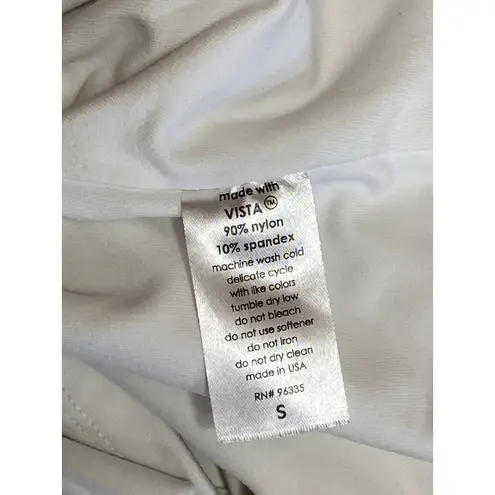 made with
VISTA™
90% nylon
10% spandex
machine wash cold
delicate cycle
with like colors
tumble dry low
do not bleach
do not use softener
do not iron
do not dry clean
made in USA
RN# 96335
S